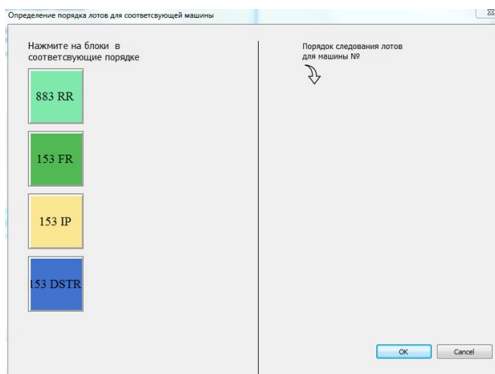 Определение порядка лотов для соответсвующей машины
Нажмите на блоки в
соответсвующие порядке
883 RR
153 FR
153 IP
153 DSTR
Порядок следования лотов
для машины №
OK
Cancel